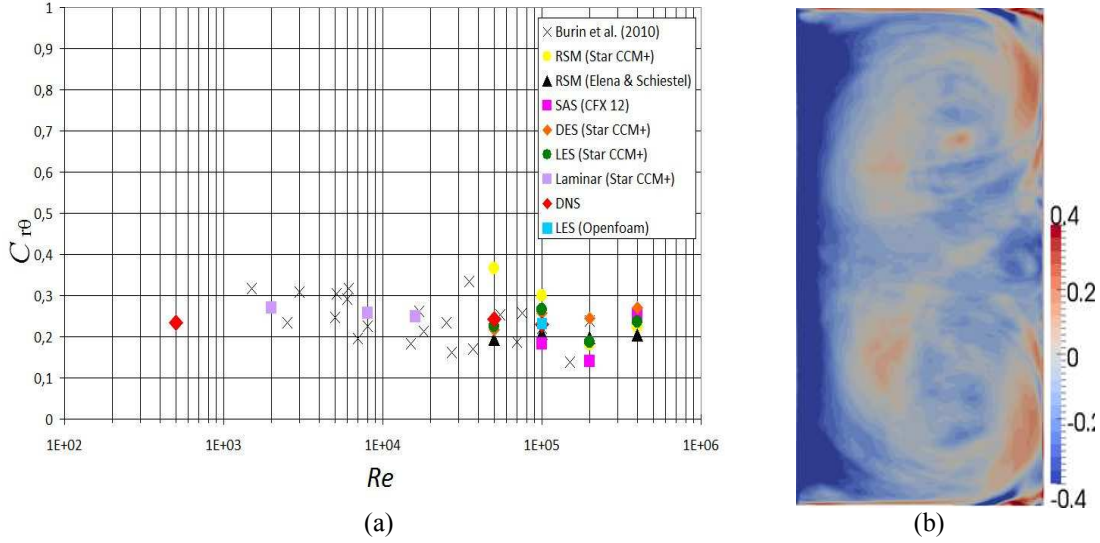 1
0,9
0,8
0,7
0,6
0,5
0,4
0,3
0,2
0,1
0
C rθ
1E+02
1E+03
1E+04
1E+05
1E+06
Re
Burin et al. (2010)
RSM (Star CCM+)
RSM (Elena & Schiestel)
SAS (CFX 12)
DES (Star CCM+)
LES (Star CCM+)
Laminar (Star CCM+)
DNS
LES (Openfoam)
(a)
0.4
0.2
0
-0.2
-0.4
(b)